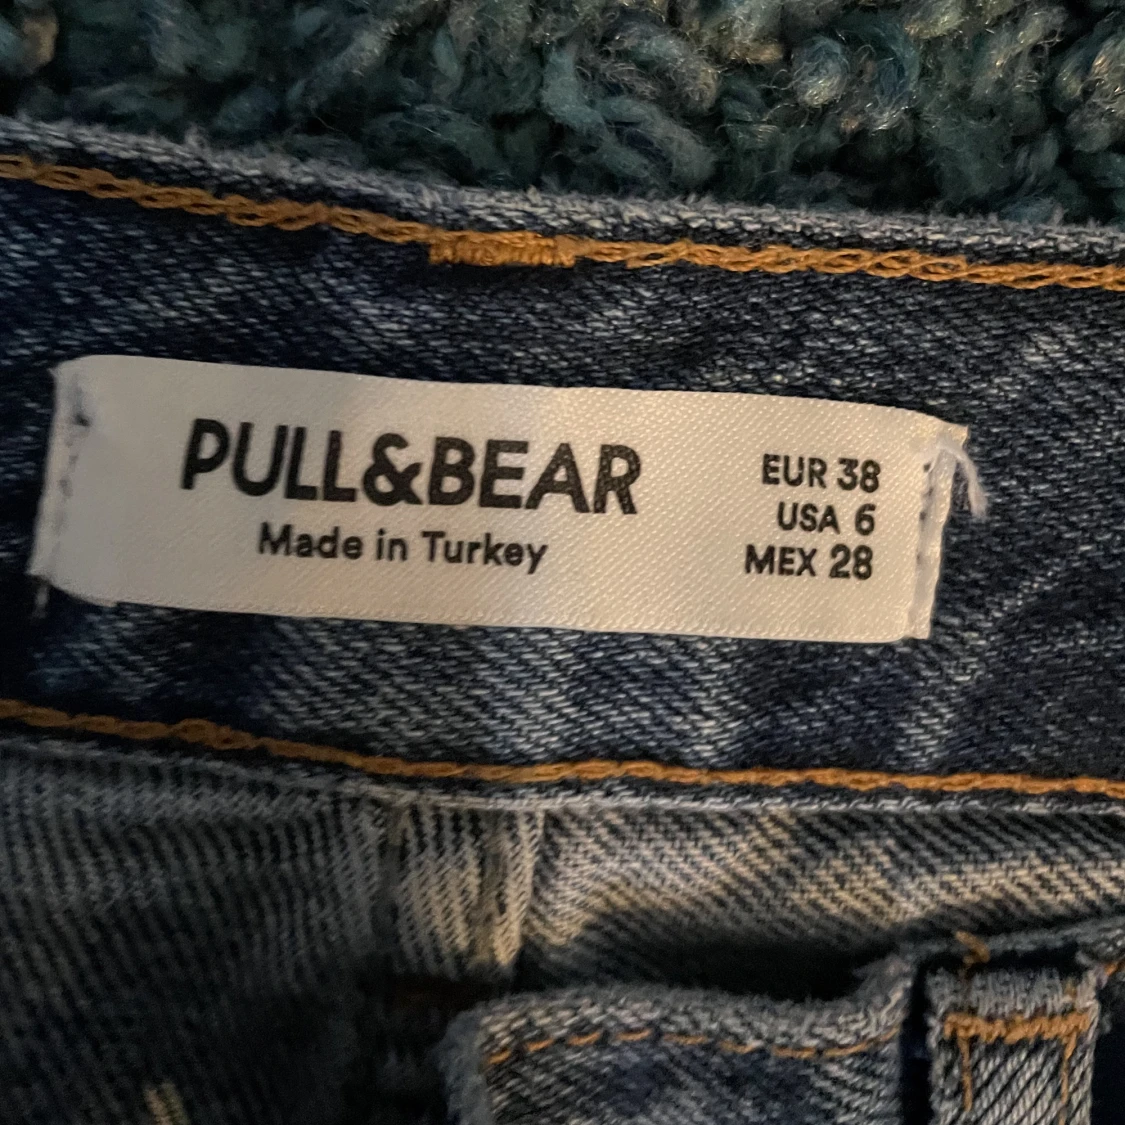 PULL&BEAR
Made in Turkey
EUR 38
USA 6
MEX 28